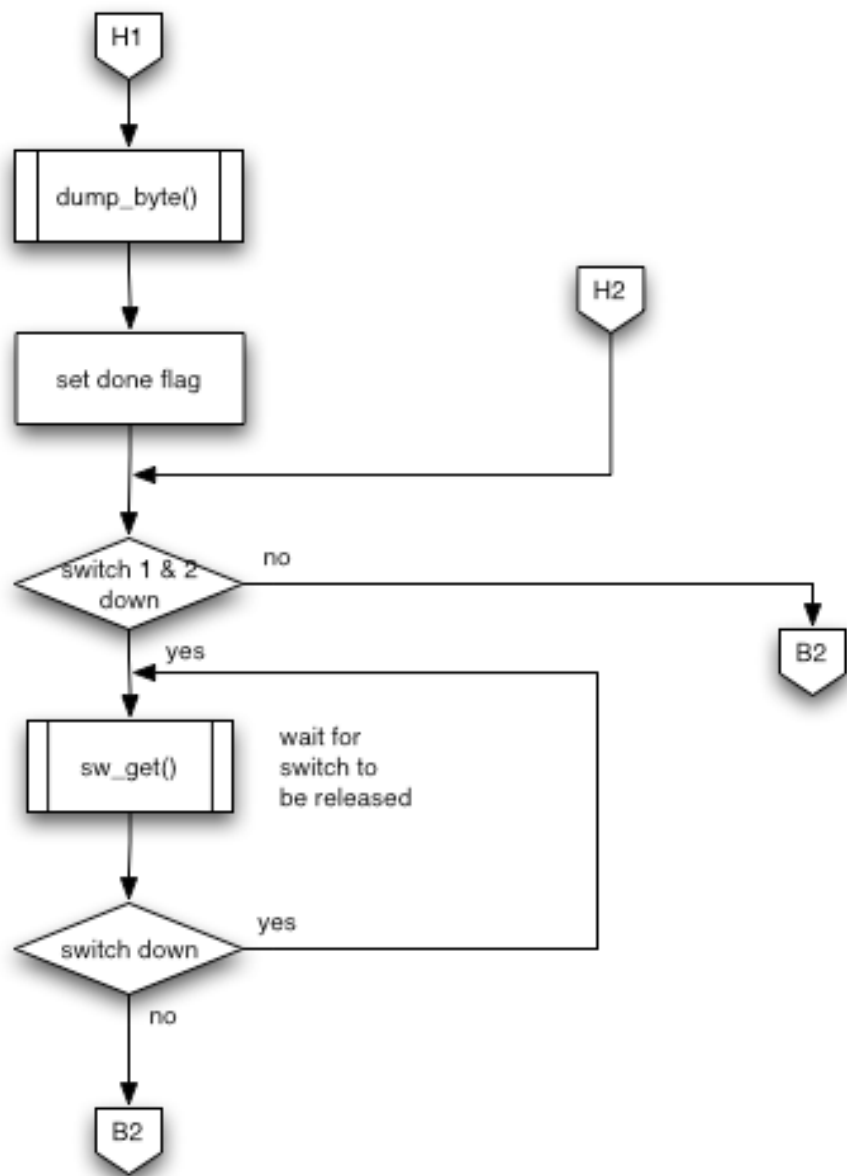 H1
dump_byte()
H2
set done flag
no
switch 1 & 2
down
yes
B2
wait for
sw_get()
switch to
be released
yes
switch down
no
B2